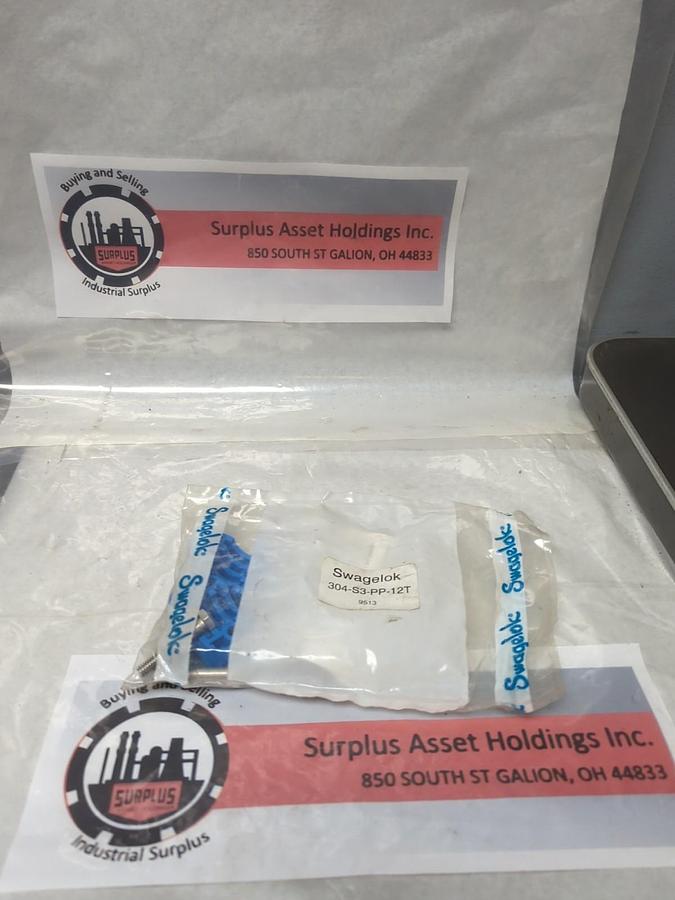 Buying and Selling
SURPLUS
Industrial Surplus
Surplus Asset Holdings Inc.
850 SOUTH ST GALION, OH 44833
Swagelok
Swagelok
Swagelok
304-S3-PP-12T
9513
Swagelok
Swagelok
Buying and Selling
SURPLUS
Industrial Surplus
Surplus Asset Holdings Inc.
850 SOUTH ST GALION, OH 44833